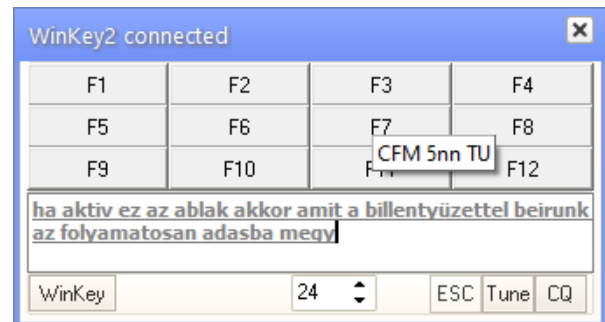 WinKey2 connected
F1 F2 F3 F4
F5 F6 F7 F8
CFM 5nn TU
F9 F10 F11 F12
ha aktiv ez az ablak akkor amit a billentyüzettel beirunk
az folyamatosan adasba megy
WinKey 24 ESC Tune CQ